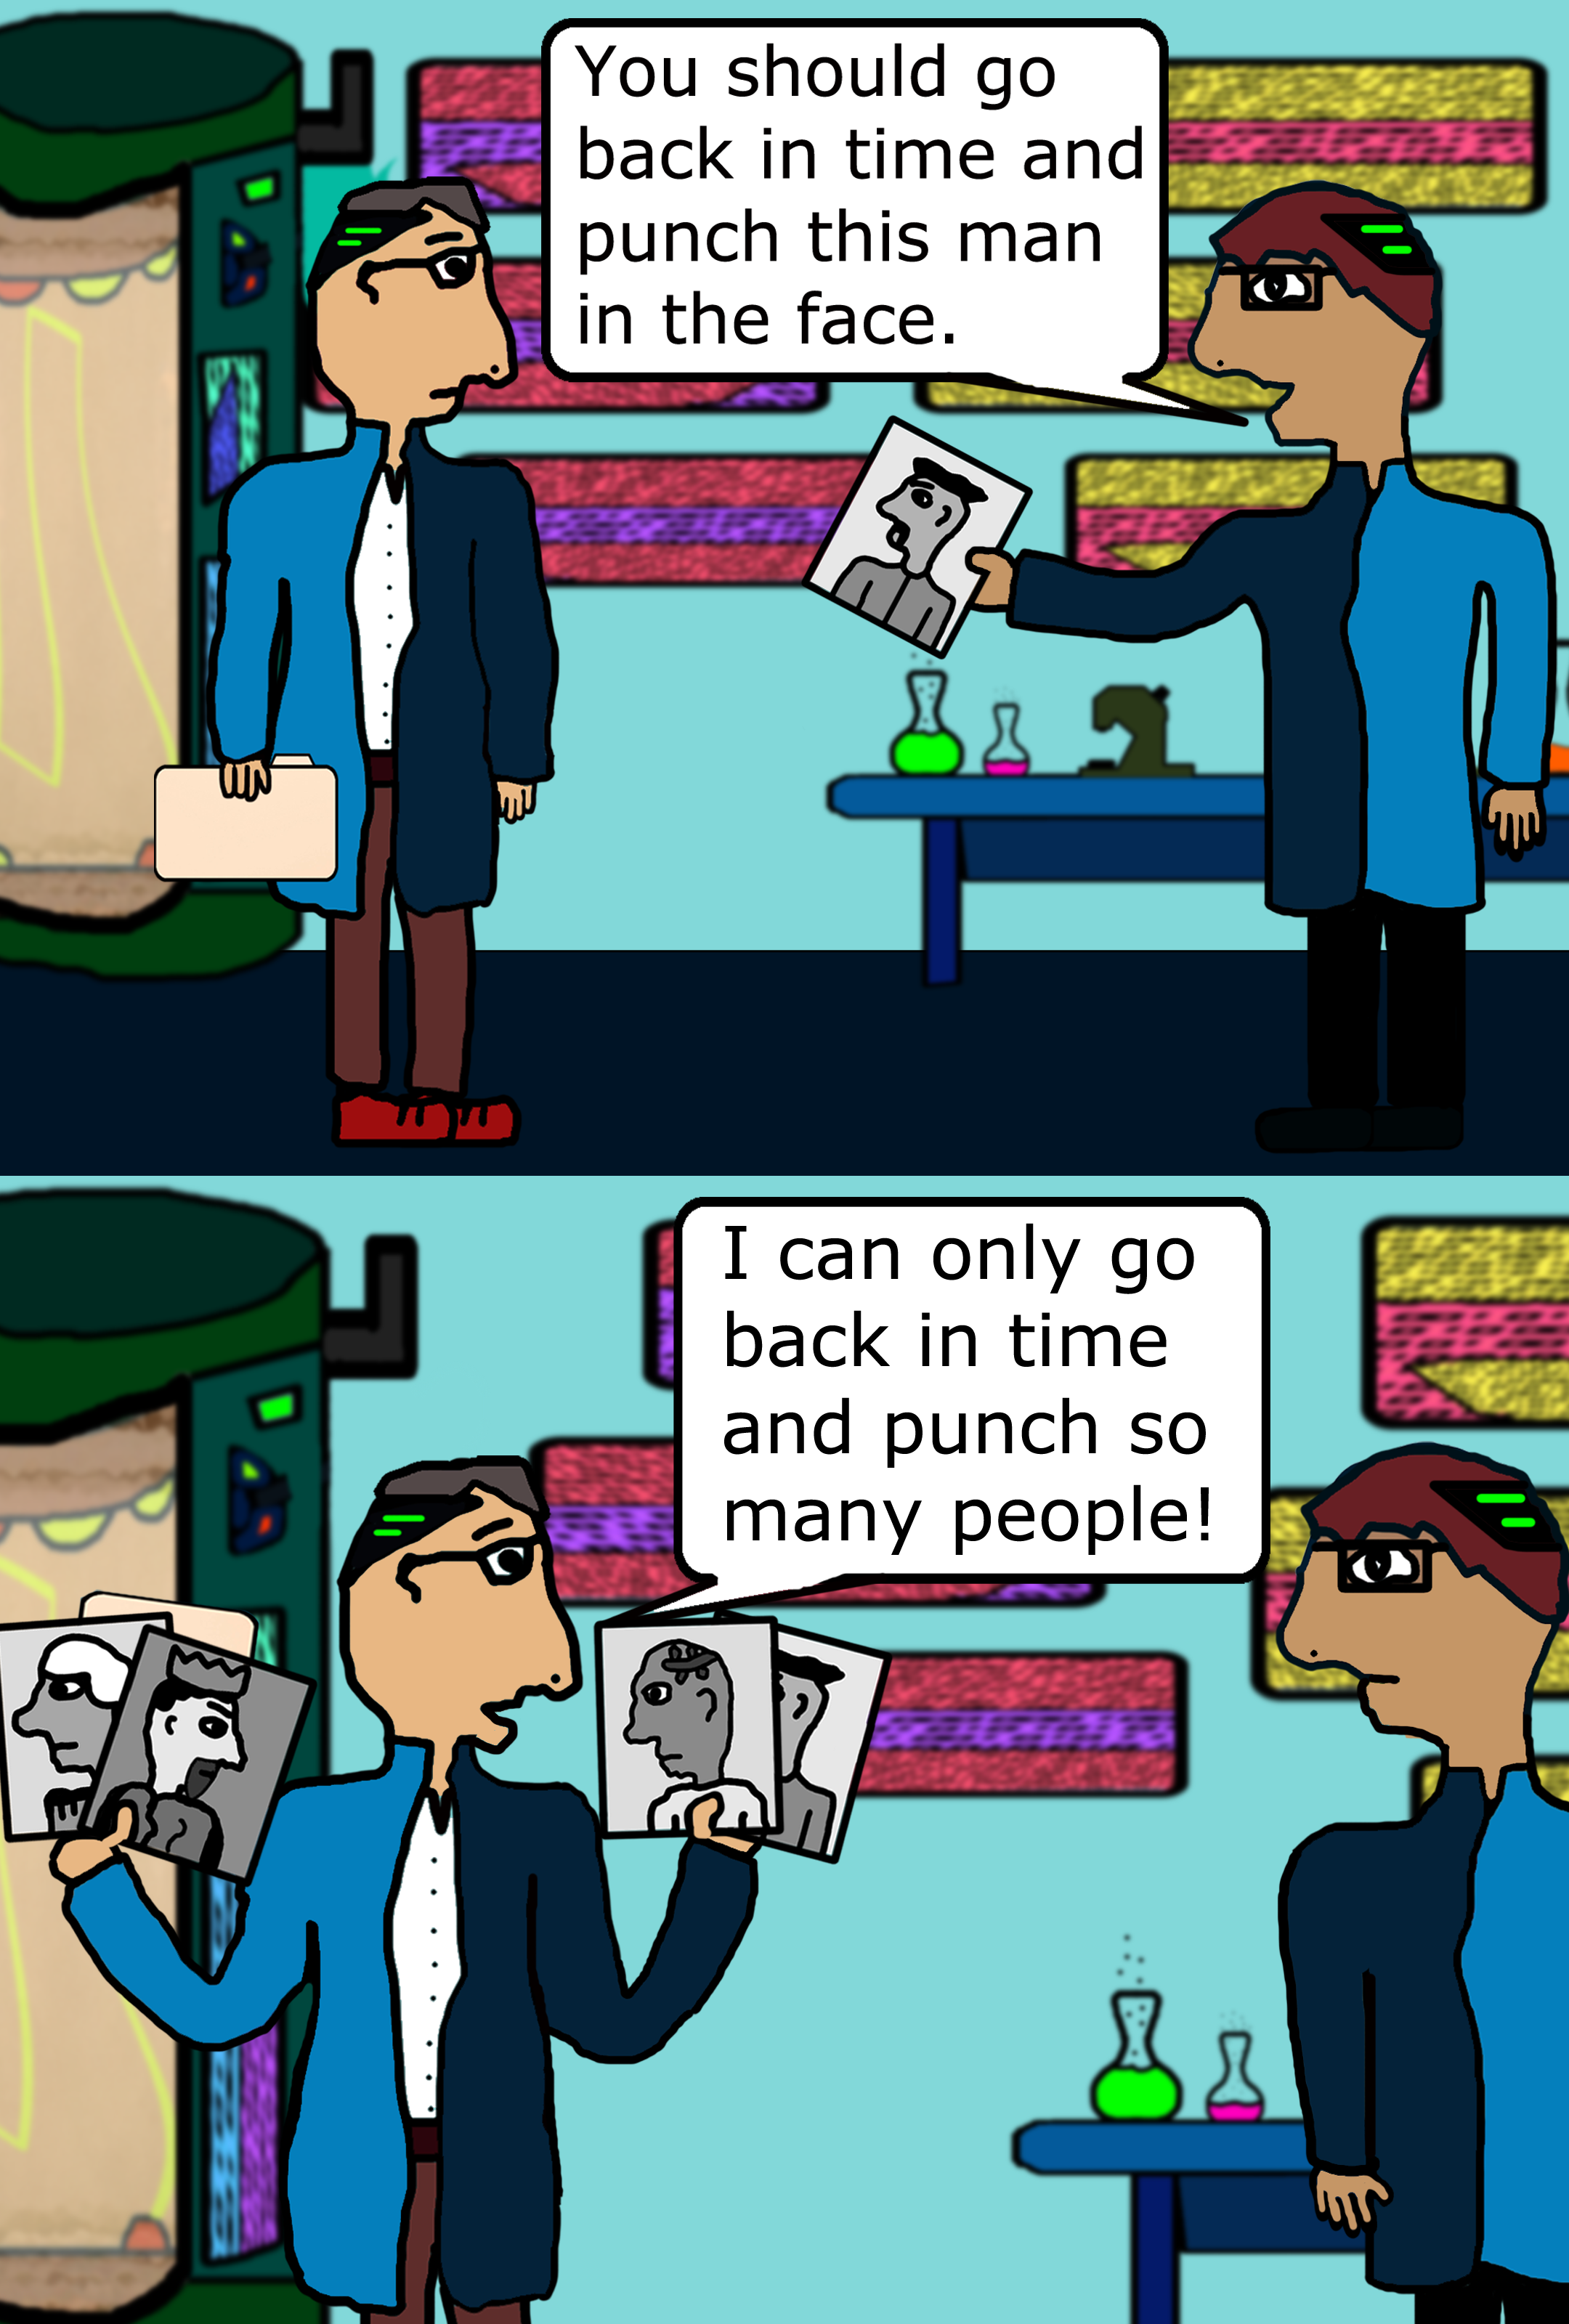 You should go
back in time and
punch this man
in the face.
I can only go
back in time
and punch so
many people!